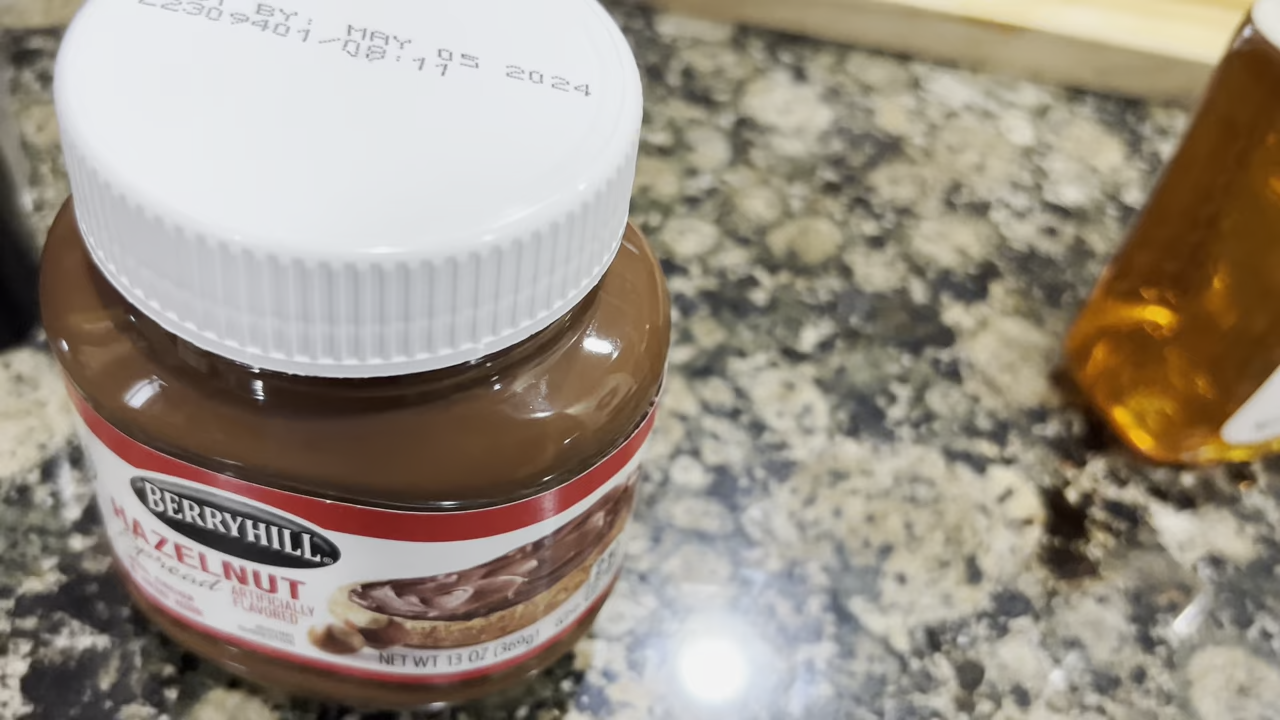 BY: MAY 05 2024
L2309401/08:11
BERRYHILL®
HAZELNUT
spread
ARTIFICIALLY
FLAVORED
NET WT 13 OZ (369g)